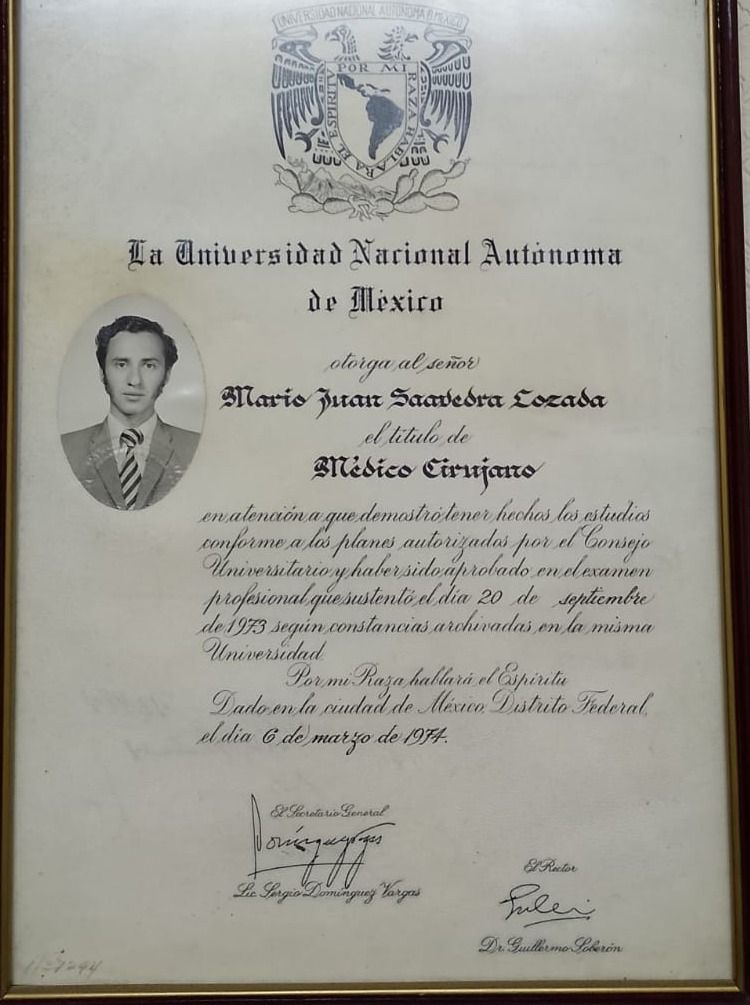 UNIVERSIDAD NACIONAL AUTÓNOMA D MEXICO
POR MI RAZA HABLARA EL ESPIRITV
La Universidad Nacional Autónoma
de México
otorga al señor
Mario Juan Saavedra Lozada
el título de
Médico Cirujano
en atención a que demostró tener hechos los estudios
conforme a los planes autorizados por el Consejo
Universitario y haber sido aprobado en el examen
profesional que sustentó el día 20 de septiembre
de 1973 según constancias archivadas en la misma
Universidad.
Por mi Raza hablará el Espíritu
Dado en la ciudad de México, Distrito Federal,
el día 6 de marzo de 1974.
El Secretario General
Lic. Sergio Domínguez Vargas
El Rector
Dr. Guillermo Soberón